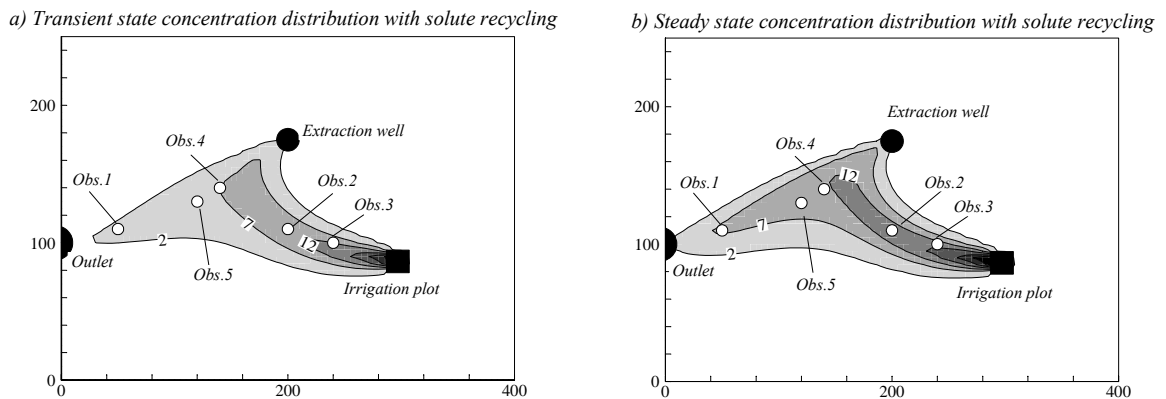 a) Transient state concentration distribution with solute recycling
200
100
0
0
200
400
Extraction well
Obs.4
Obs.1
Obs.2
Obs.3
7
12
2
Obs.5
Outlet
Irrigation plot
b) Steady state concentration distribution with solute recycling
200
100
0
0
200
400
Extraction well
Obs.4
12
Obs.1
Obs.2
Obs.3
7
2
Obs.5
Outlet
Irrigation plot